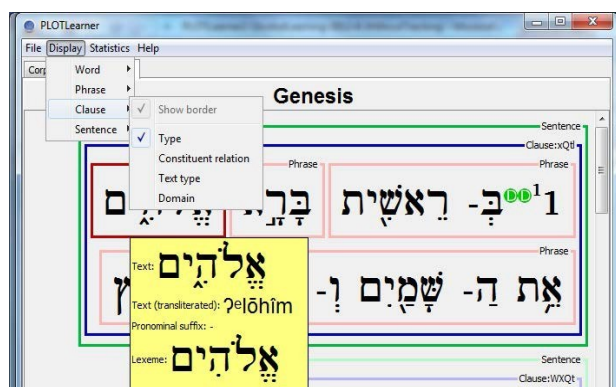 PLOTLearner
File Display Statistics Help
Corp
Word
Phrase
Clause
Sentence
Show border
Type
Constituent relation
Text type
Domain
Genesis
Sentence
Clause:xQtl
Phrase
Phrase
1¹ בְּ- רֵאשִׁ֖ית
Phrase
אֵ֥ת הַ- שָּׁמַ֖יִם וְ-
Text: אֱלֹהִ֑ים
Text (transliterated): ʔᵉlōhîm
Pronominal suffix: -
Lexeme: אֱלֹהִים
Sentence
Clause:WXQt